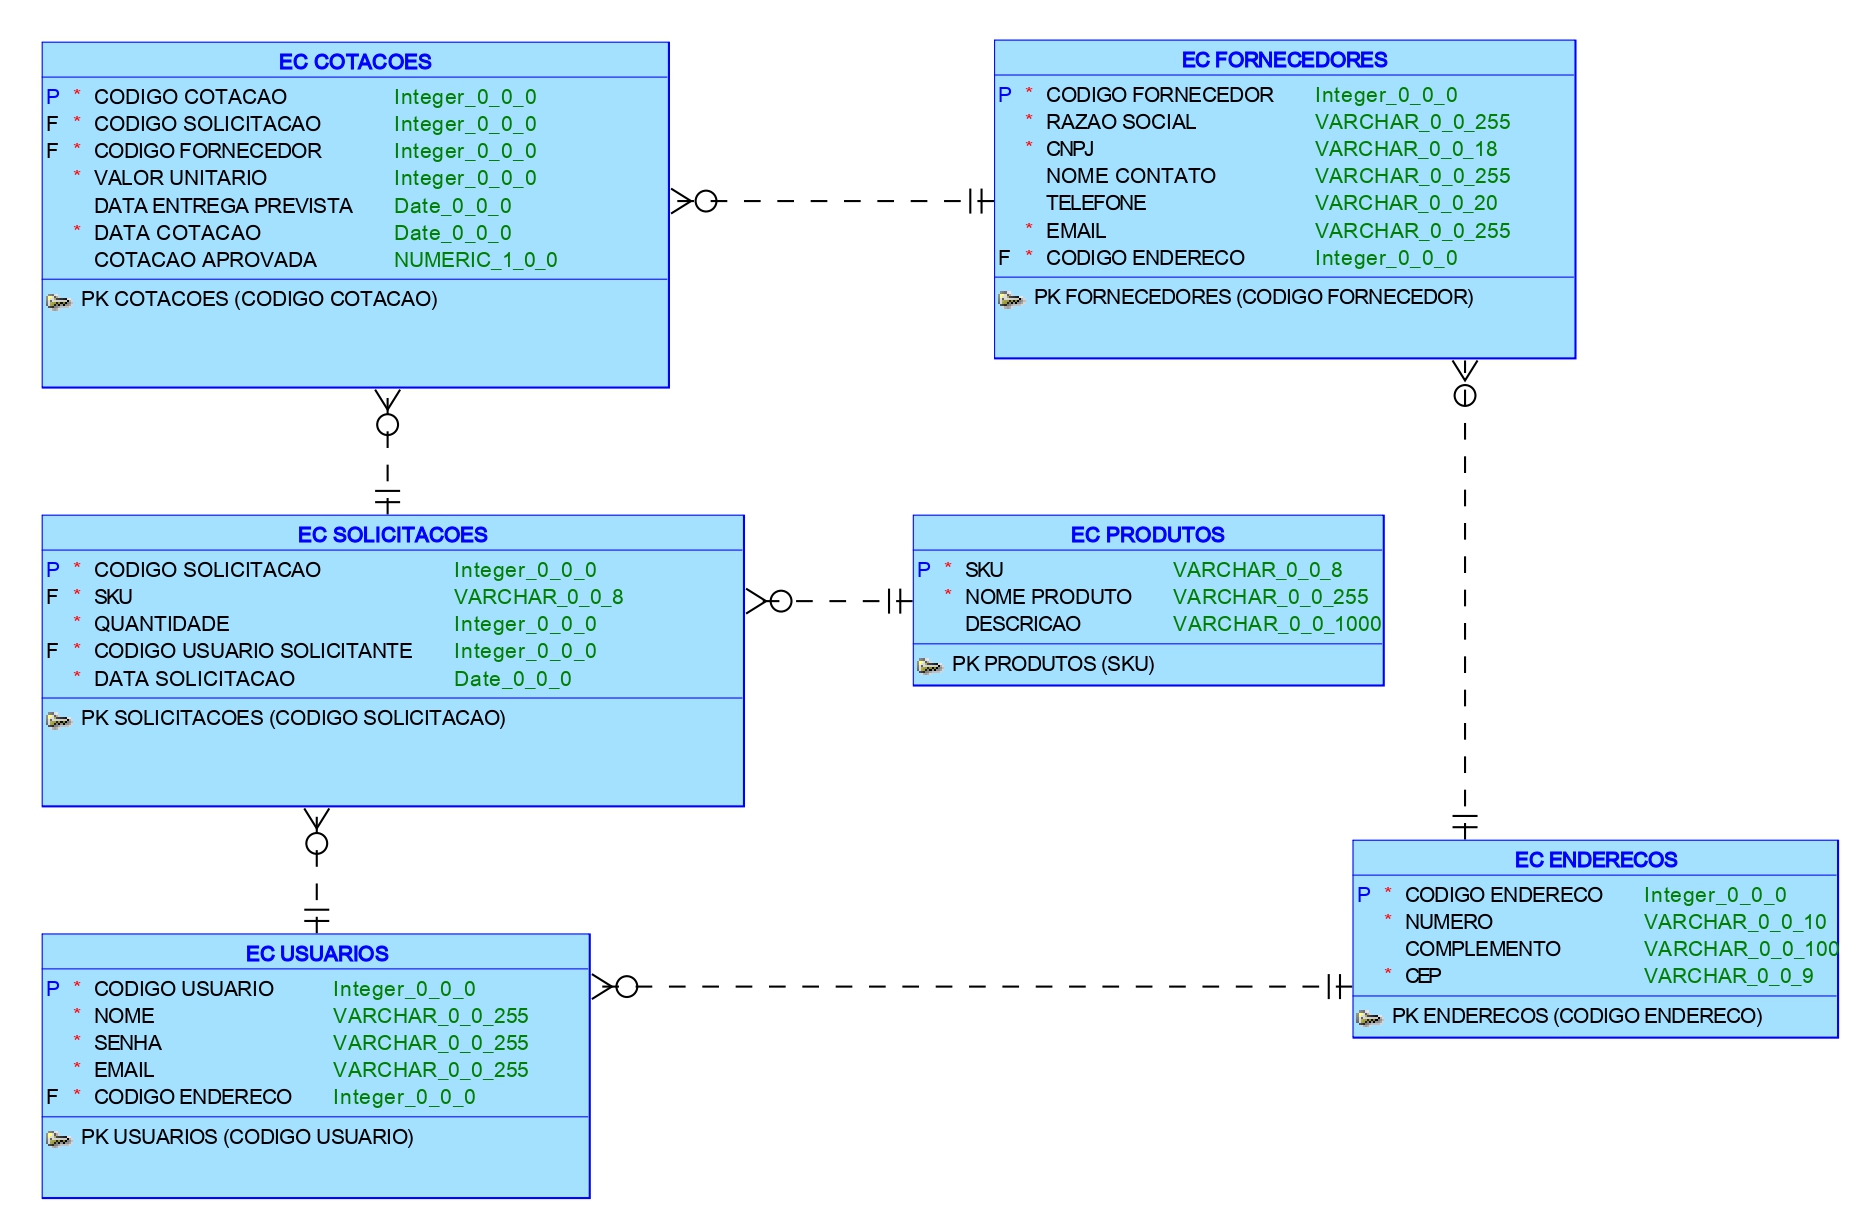 EC COTACOES
P * CODIGO COTACAO Integer_0_0_0
F * CODIGO SOLICITACAO Integer_0_0_0
F * CODIGO FORNECEDOR Integer_0_0_0
* VALOR UNITARIO Integer_0_0_0
DATA ENTREGA PREVISTA Date_0_0_0
* DATA COTACAO Date_0_0_0
COTACAO APROVADA NUMERIC_1_0_0
PK COTACOES (CODIGO COTACAO)
EC FORNECEDORES
P * CODIGO FORNECEDOR Integer_0_0_0
* RAZAO SOCIAL VARCHAR_0_0_255
* CNPJ VARCHAR_0_0_18
NOME CONTATO VARCHAR_0_0_255
TELEFONE VARCHAR_0_0_20
* EMAIL VARCHAR_0_0_255
F * CODIGO ENDERECO Integer_0_0_0
PK FORNECEDORES (CODIGO FORNECEDOR)
EC SOLICITACOES
P * CODIGO SOLICITACAO Integer_0_0_0
F * SKU VARCHAR_0_0_8
* QUANTIDADE Integer_0_0_0
F * CODIGO USUARIO SOLICITANTE Integer_0_0_0
* DATA SOLICITACAO Date_0_0_0
PK SOLICITACOES (CODIGO SOLICITACAO)
EC PRODUTOS
P * SKU VARCHAR_0_0_8
* NOME PRODUTO VARCHAR_0_0_255
DESCRICAO VARCHAR_0_0_1000
PK PRODUTOS (SKU)
EC ENDERECOS
P * CODIGO ENDERECO Integer_0_0_0
* NUMERO VARCHAR_0_0_10
COMPLEMENTO VARCHAR_0_0_100
* CEP VARCHAR_0_0_9
PK ENDERECOS (CODIGO ENDERECO)
EC USUARIOS
P * CODIGO USUARIO Integer_0_0_0
* NOME VARCHAR_0_0_255
* SENHA VARCHAR_0_0_255
* EMAIL VARCHAR_0_0_255
F * CODIGO ENDERECO Integer_0_0_0
PK USUARIOS (CODIGO USUARIO)